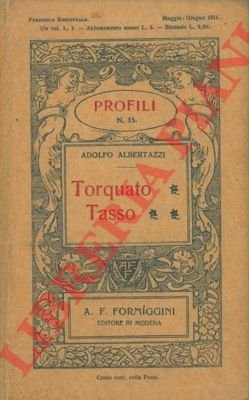 Periodico Bimestrale. Maggio-Giugno 1911.
Un vol. L. 1. — Abbonamento annuo L. 5. — Biennale L. 9,50.
PROFILI
N. 15.
ADOLFO ALBERTAZZI
Torquato
Tasso
AFF
A. F. FORMÍGGINI
EDITORE IN MODENA
Conto corr. colla Posta.
LIBRERIA PIANI